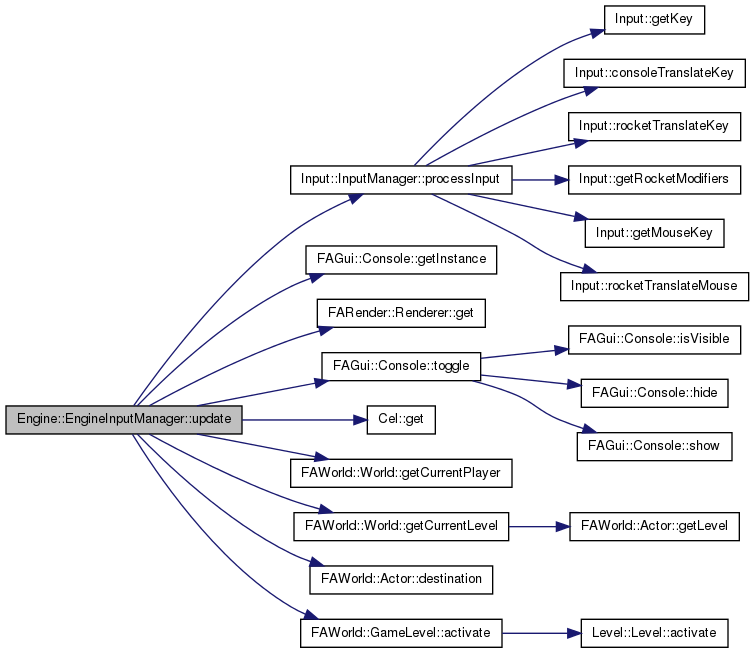 Input::getKey
Input::consoleTranslateKey
Input::rocketTranslateKey
Input::InputManager::processInput
Input::getRocketModifiers
Input::getMouseKey
FAGui::Console::getInstance
Input::rocketTranslateMouse
FARender::Renderer::get
FAGui::Console::isVisible
FAGui::Console::toggle
FAGui::Console::hide
Engine::EngineInputManager::update
Cel::get
FAGui::Console::show
FAWorld::World::getCurrentPlayer
FAWorld::World::getCurrentLevel
FAWorld::Actor::getLevel
FAWorld::Actor::destination
FAWorld::GameLevel::activate
Level::Level::activate